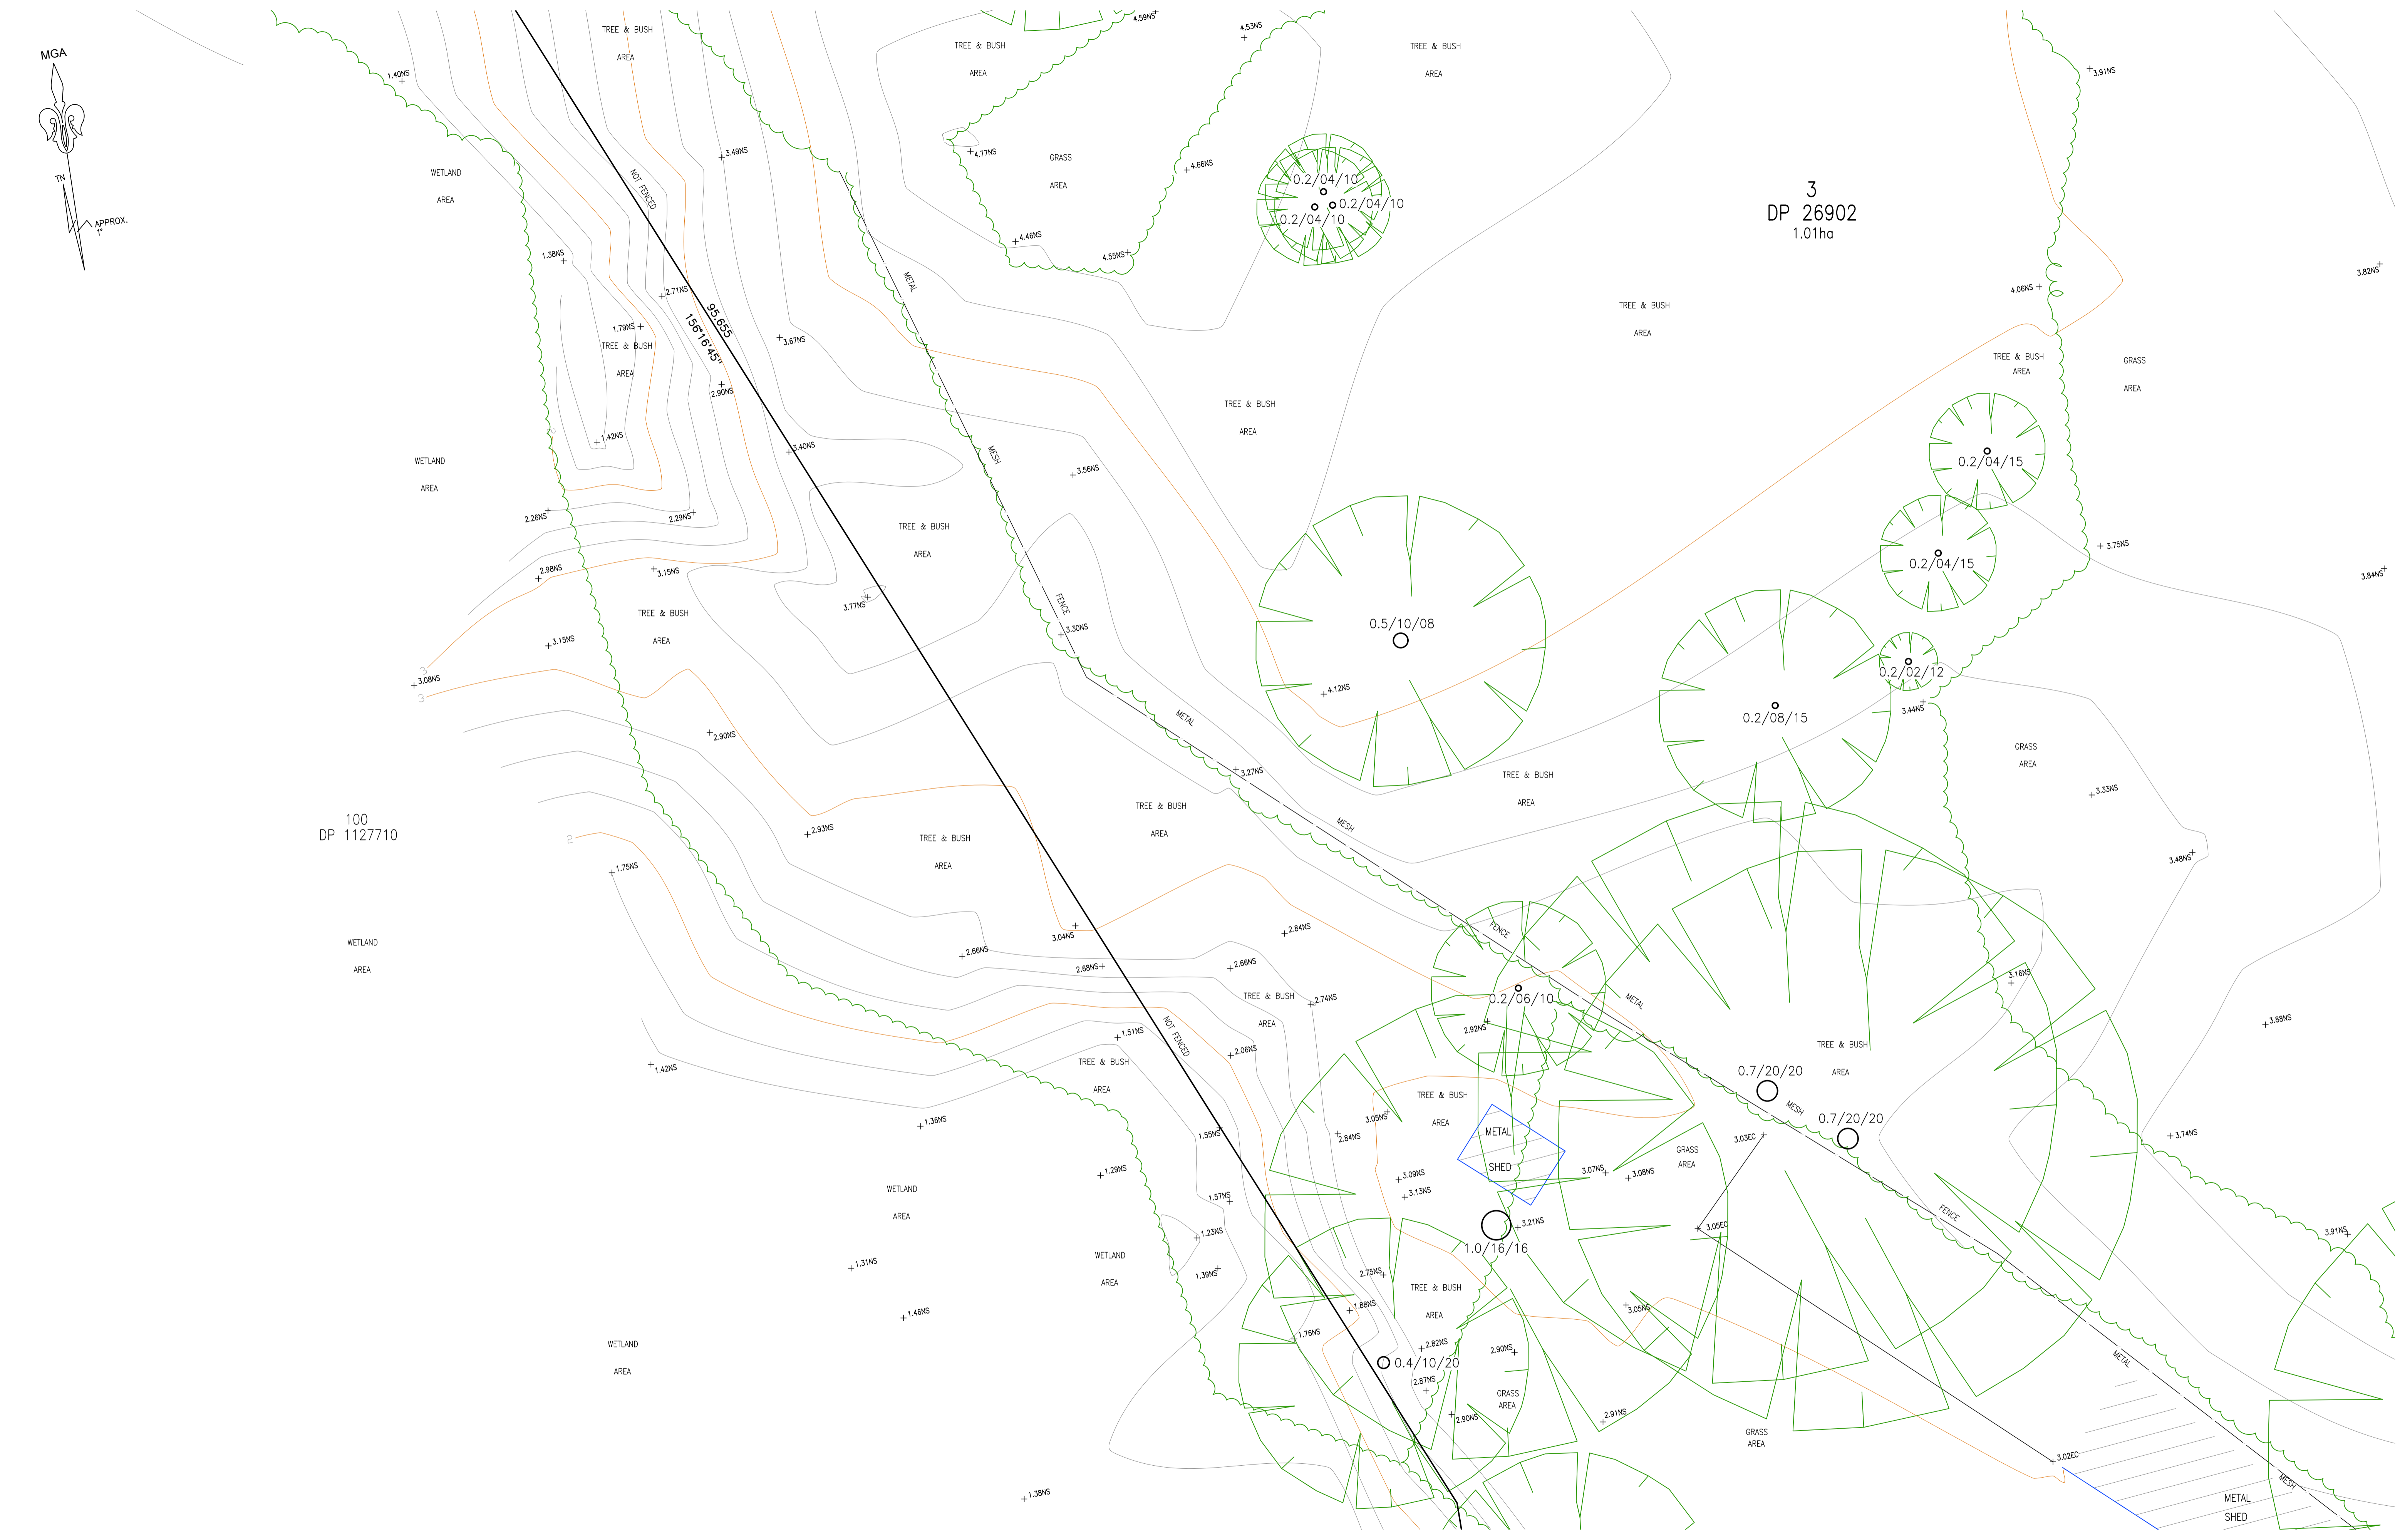 TREE & BUSH
AREA
4.59NS
4.53NS
TREE & BUSH
AREA
TREE & BUSH
AREA
MGA
1.40NS
3.91NS
3.49NS
4.77NS
GRASS
AREA
4.66NS
WETLAND
AREA
NOT FENCED
0.2/04/10
0.2/04/10
0.2/04/10
3
DP 26902
1.01ha
TN
APPROX.
1°
4.46NS
4.55NS
1.38NS
METAL
3.82NS
2.71NS
4.06NS
95.655
156°16'45"
1.79NS
TREE & BUSH
AREA
3.67NS
TREE & BUSH
AREA
TREE & BUSH
AREA
GRASS
AREA
2.90NS
TREE & BUSH
AREA
2
1.42NS
3.40NS
MESH
3.56NS
0.2/04/15
WETLAND
AREA
2.26NS
2.29NS
TREE & BUSH
AREA
3.75NS
0.2/04/15
2.98NS
3.15NS
3.84NS
3.77NS
FENCE
TREE & BUSH
AREA
3.30NS
0.5/10/08
3.15NS
3
3.08NS
3
4.12NS
0.2/02/12
3.44NS
0.2/08/15
METAL
2.90NS
GRASS
AREA
3.27NS
TREE & BUSH
AREA
3.33NS
TREE & BUSH
AREA
100
DP 1127710
2
2.93NS
MESH
TREE & BUSH
AREA
1.75NS
3.48NS
WETLAND
AREA
3.04NS
2.84NS
FENCE
2.66NS
2.68NS
2.66NS
3.16NS
TREE & BUSH
AREA
2.74NS
0.2/06/10
METAL
2.92NS
3.88NS
NOT FENCED
1.51NS
2.06NS
TREE & BUSH
AREA
1.42NS
TREE & BUSH
AREA
0.7/20/20
TREE & BUSH
AREA
MESH
0.7/20/20
1.36NS
1.55NS
3.05NS
2.84NS
METAL
SHED
3.03EC
3.74NS
GRASS
AREA
1.29NS
3.09NS
3.13NS
3.07NS
3.08NS
WETLAND
AREA
1.57NS
FENCE
1.23NS
3.21NS
3.05EC
3.91NS
1.0/16/16
WETLAND
AREA
1.31NS
1.39NS
2.75NS
TREE & BUSH
AREA
1.46NS
1.88NS
3.05NS
1.76NS
2.82NS
2.90NS
WETLAND
AREA
0.4/10/20
METAL
2.87NS
GRASS
AREA
2.90NS
2.91NS
GRASS
AREA
3.02EC
MESH
1.38NS
METAL
SHED